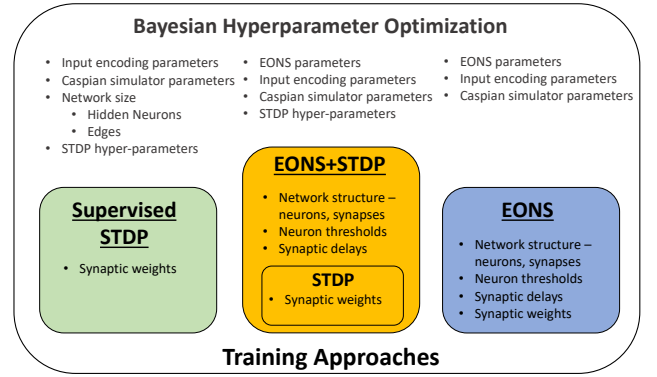 Bayesian Hyperparameter Optimization
• Input encoding parameters
• Caspian simulator parameters
• Network size
• Hidden Neurons
• Edges
• STDP hyper-parameters
• EONS parameters
• Input encoding parameters
• Caspian simulator parameters
• STDP hyper-parameters
• EONS parameters
• Input encoding parameters
• Caspian simulator parameters
Supervised
STDP
• Synaptic weights
EONS+STDP
• Network structure –
neurons, synapses
• Neuron thresholds
• Synaptic delays
STDP
• Synaptic weights
EONS
• Network structure –
neurons, synapses
• Neuron thresholds
• Synaptic delays
• Synaptic weights
Training Approaches